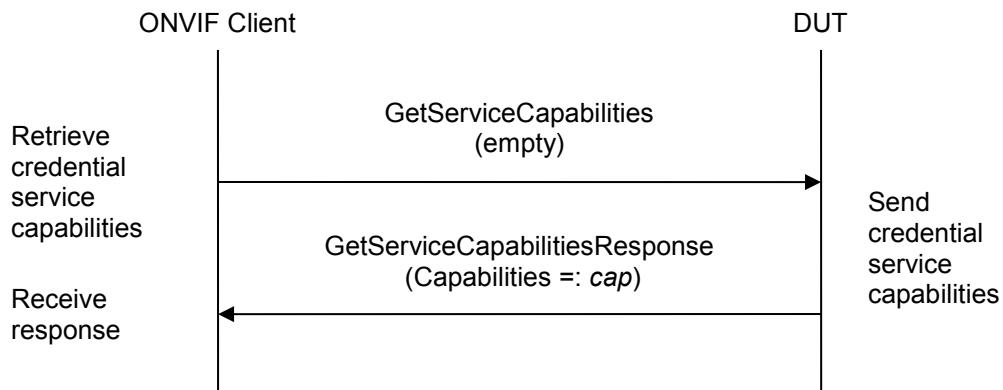 ONVIF Client
DUT
GetServiceCapabilities
(empty)
Retrieve
credential
service
capabilities
Send
credential
service
capabilities
GetServiceCapabilitiesResponse
(Capabilities =: cap)
Receive
response